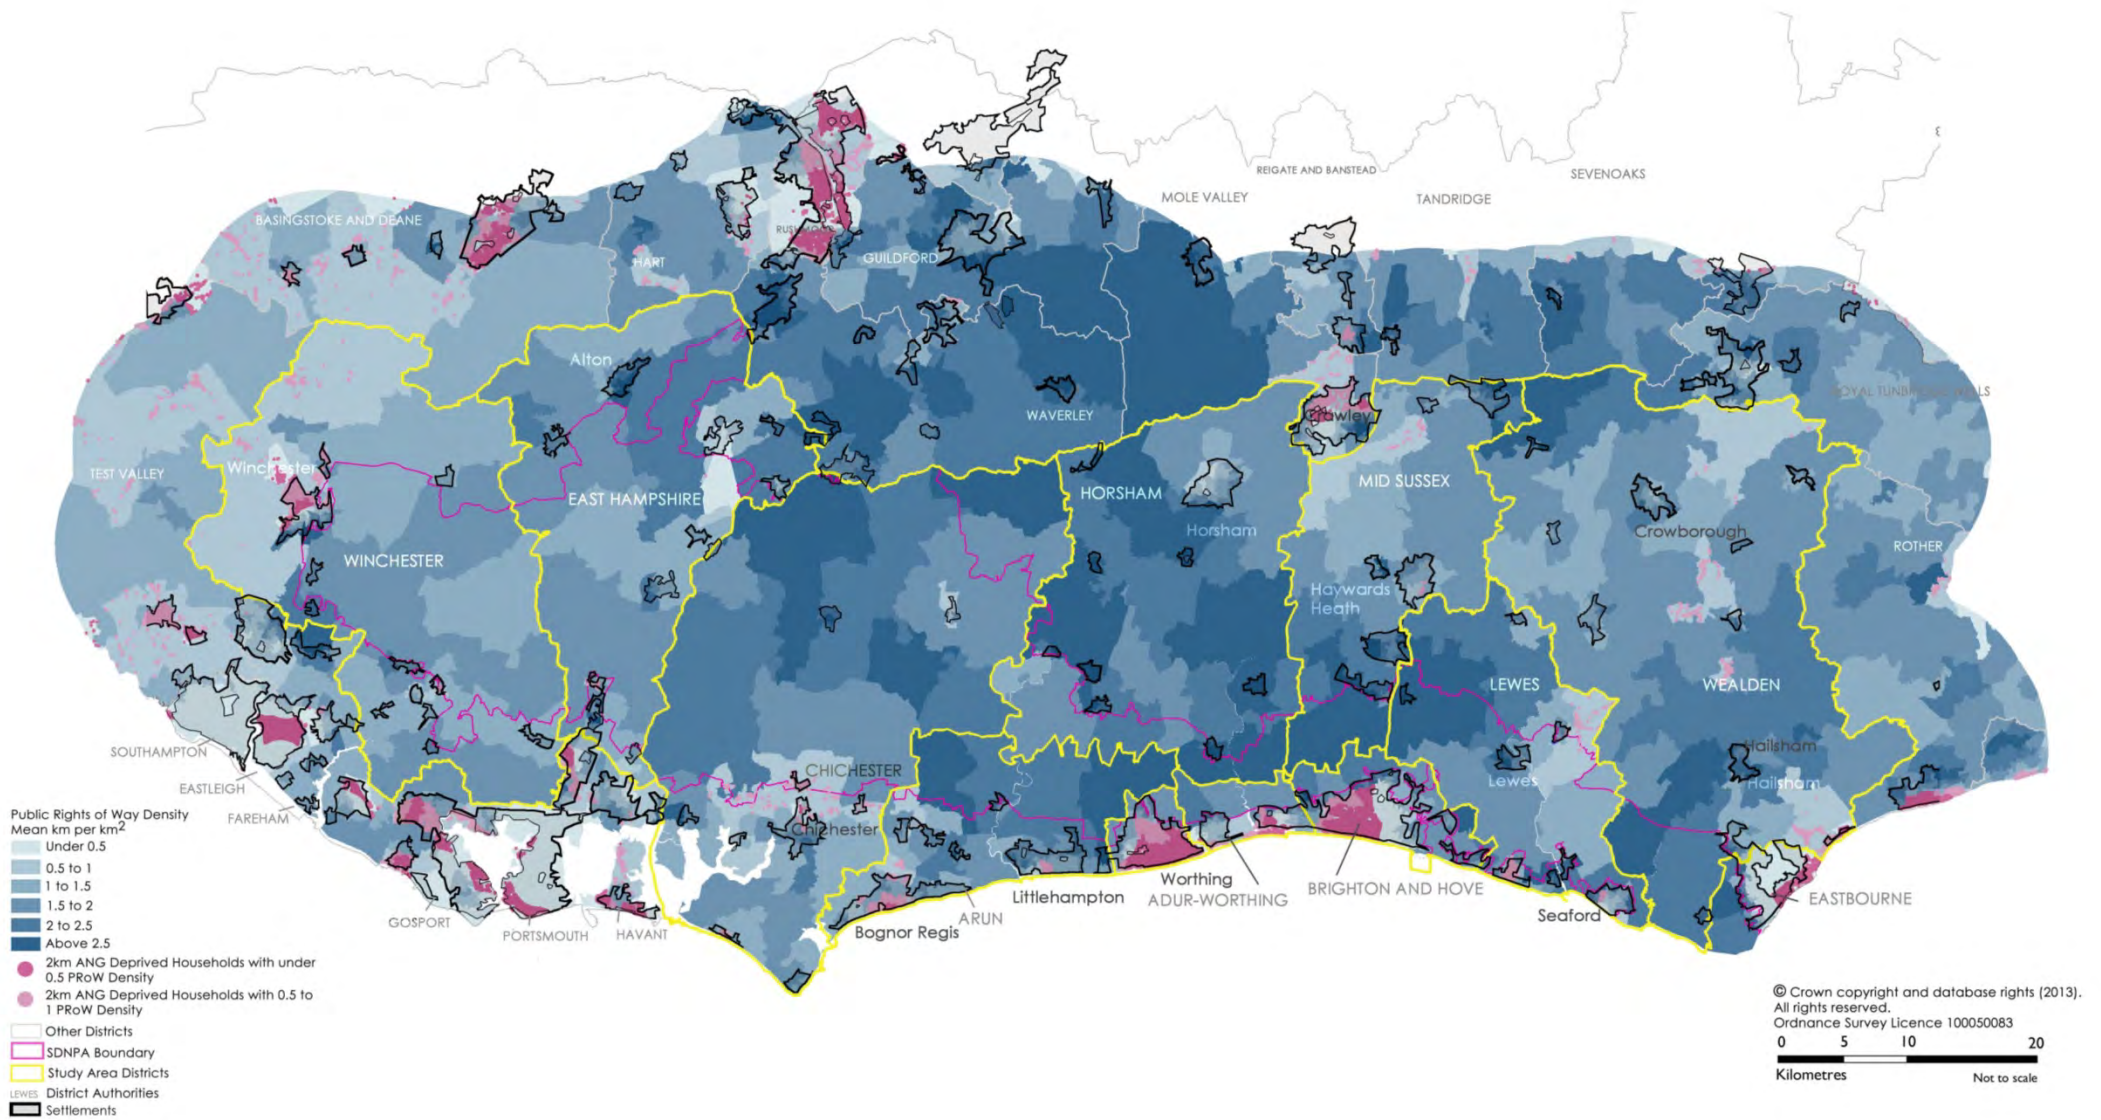 REIGATE AND BANSTEAD
SEVENOAKS
MOLE VALLEY
TANDRIDGE
BASINGSTOKE AND DEANE
HART
GUILDFORD
Alton
WAVERLEY
Crawley
TEST VALLEY
Winchester
EAST HAMPSHIRE
HORSHAM
MID SUSSEX
Horsham
Crowborough
ROTHER
WINCHESTER
Haywards
Heath
LEWES
WEALDEN
SOUTHAMPTON
EASTLEIGH
FAREHAM
CHICHESTER
Chichester
Lewes
Hailsham
Hailsham
GOSPORT
PORTSMOUTH
HAVANT
Bognor Regis
ARUN
Littlehampton
Worthing
ADUR-WORTHING
BRIGHTON AND HOVE
Seaford
EASTBOURNE
Public Rights of Way Density
Mean km per km2
Under 0.5
0.5 to 1
1 to 1.5
1.5 to 2
2 to 2.5
Above 2.5
2km ANG Deprived Households with under
0.5 PRoW Density
2km ANG Deprived Households with 0.5 to
1 PRoW Density
Other Districts
SDNPA Boundary
Study Area Districts
LEWES District Authorities
Settlements
© Crown copyright and database rights (2013).
All rights reserved.
Ordnance Survey Licence 100050083
0 5 10 20
Kilometres
Not to scale